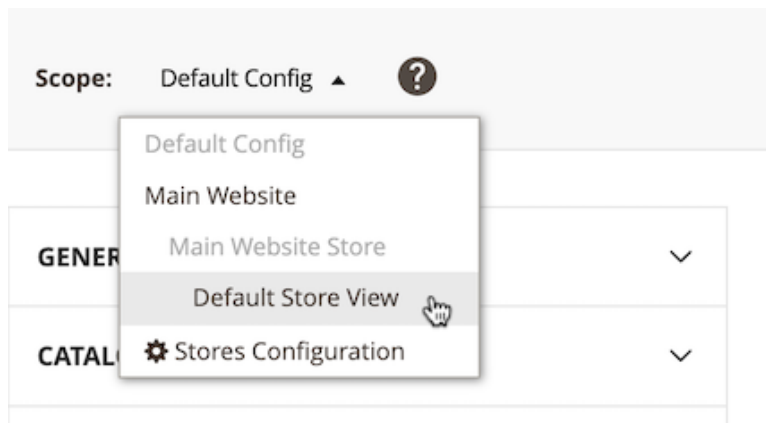 Scope: Default Config ?
Default Config
Main Website
Main Website Store
GENER
Default Store View
Stores Configuration
CATAL